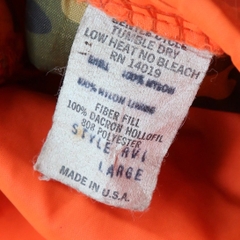 TUMBLE DRY
LOW HEAT NO BLEACH
RN 14019
SHELL 100% NYLON
100% NYLON LINING
FIBER FILL
100% DACRON HOLLOFIL
808 POLYESTER
STYLE
LARGE
MADE IN U.S.A.